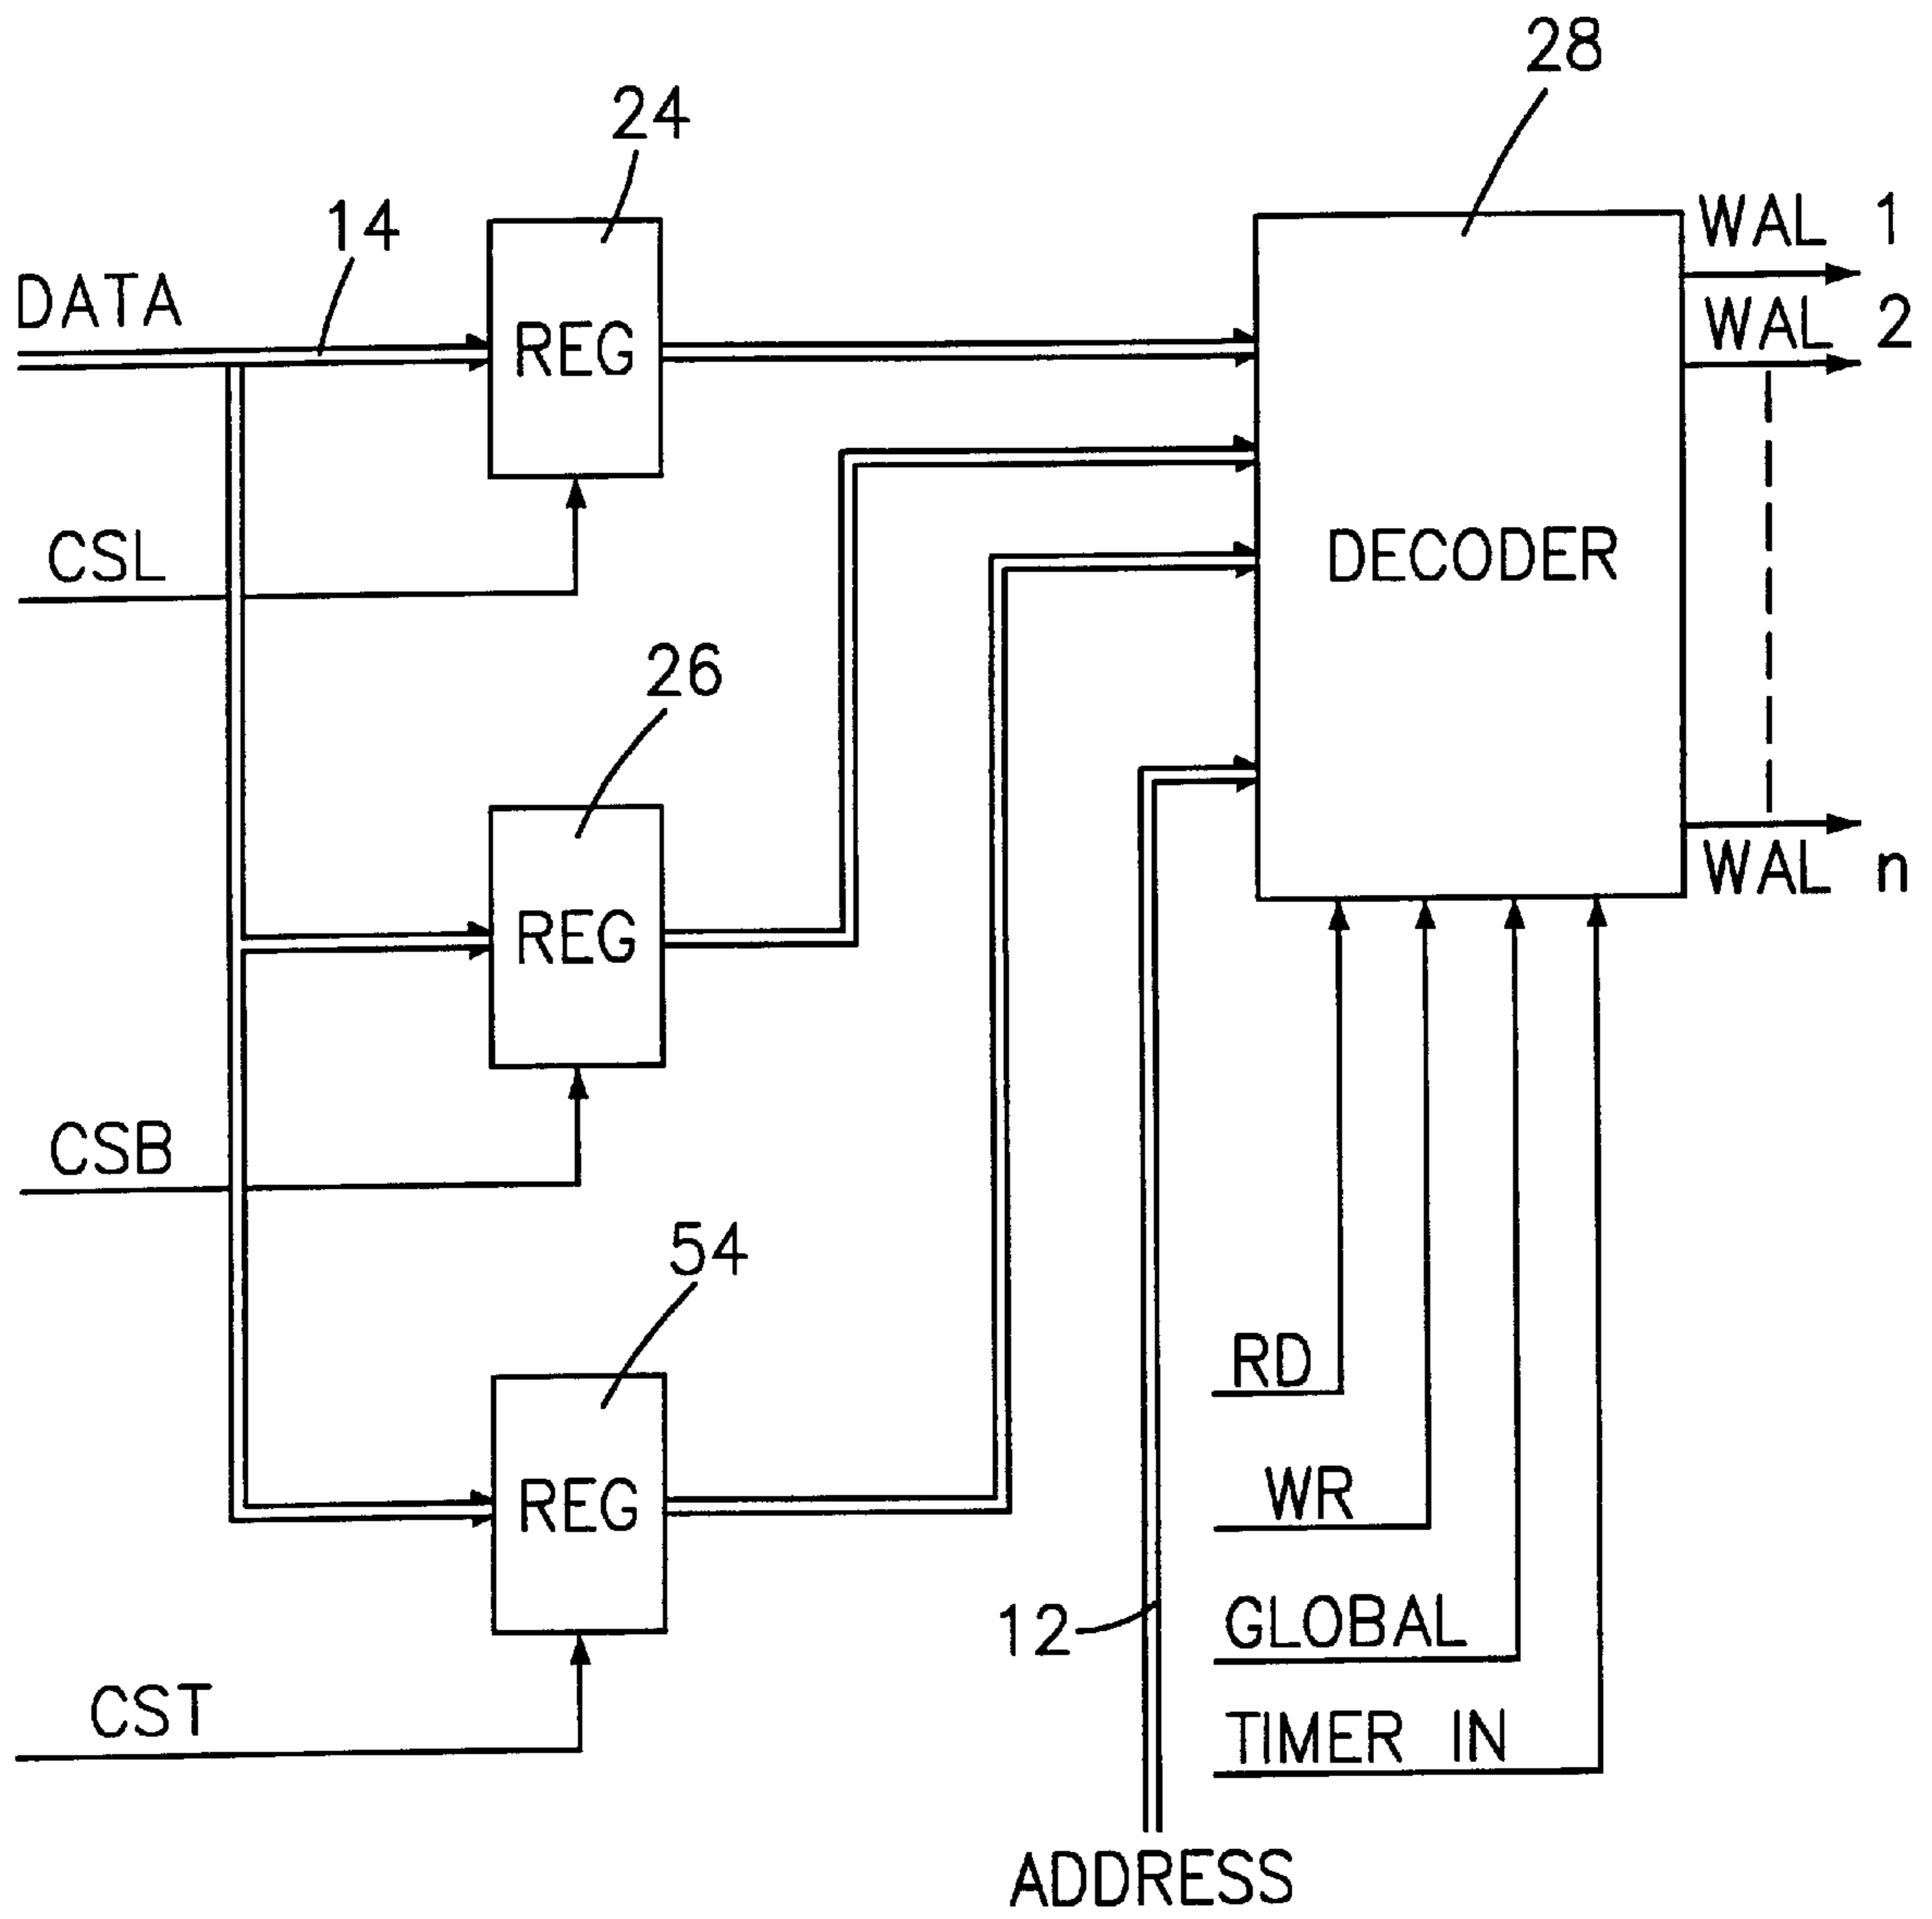 28
24
WAL 1
14
DATA
WAL 2
REG
CSL
DECODER
26
WAL n
REG
CSB
54
RD
WR
REG
12
GLOBAL
CST
TIMER IN
ADDRESS